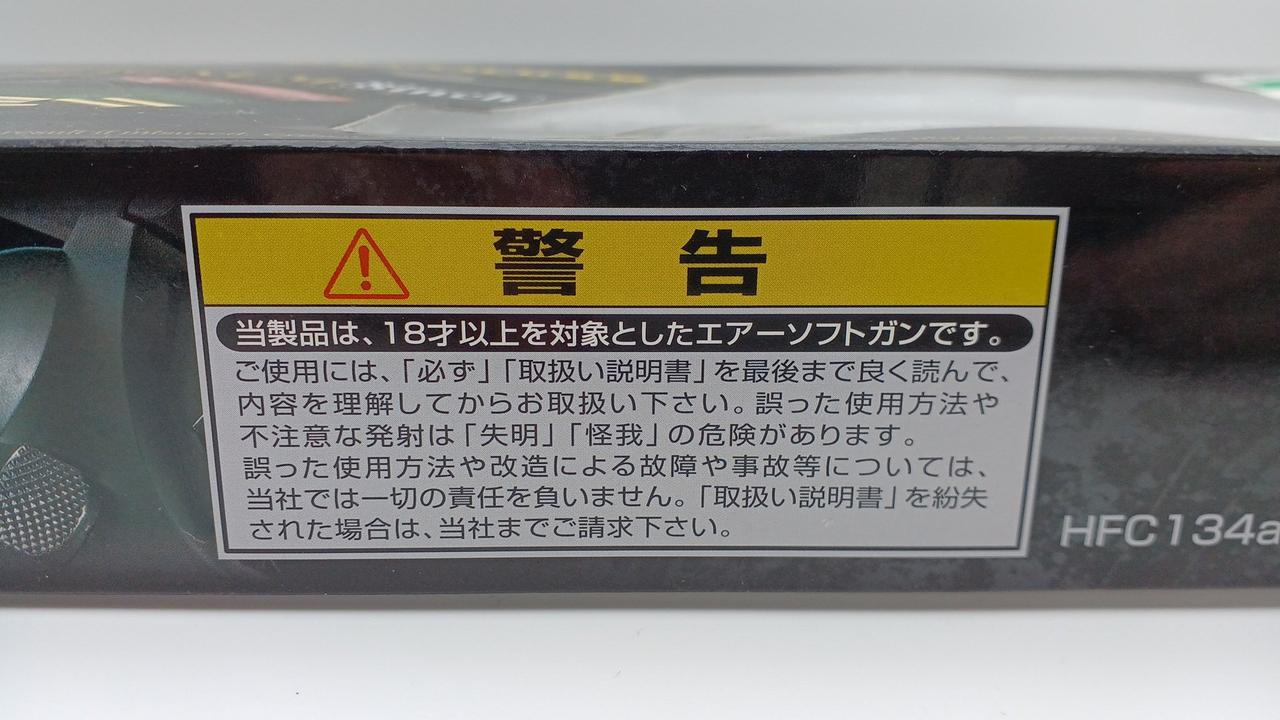 8inch
警告
当製品は、18才以上を対象としたエアーソフトガンです。
ご使用には、「必ず」「取扱い説明書」を最後まで良く読んで、
内容を理解してからお取扱い下さい。誤った使用方法や
不注意な発射は「失明」「怪我」の危険があります。
誤った使用方法や改造による故障や事故等については、
当社では一切の責任を負いません。「取扱い説明書」を紛失
された場合は、当社までご請求下さい。
HFC134a